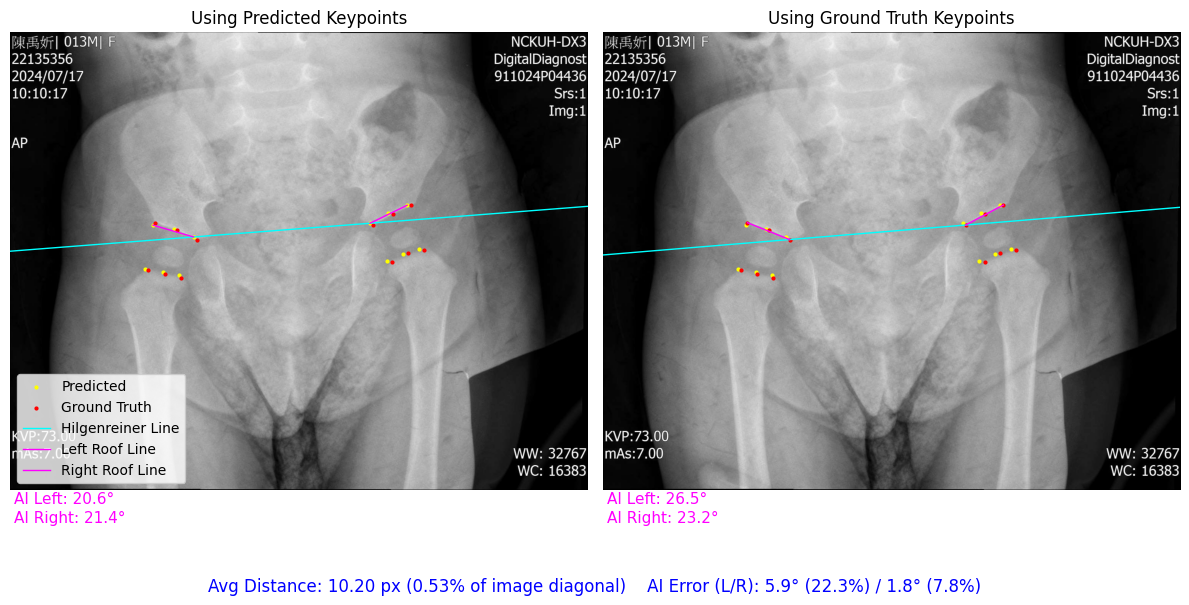 Using Predicted Keypoints
陳禹妡| 013M| F
22135356
2024/07/17
10:10:17
AP
NCKUH-DX3
DigitalDiagnost
911024P04436
Srs:1
Img:1
Predicted
Ground Truth
Hilgenreiner Line
Left Roof Line
Right Roof Line
KVP:73.00
mAs:7.00
WW: 32767
WC: 16383
AI Left: 20.6°
AI Right: 21.4°
Using Ground Truth Keypoints
陳禹妡| 013M| F
22135356
2024/07/17
10:10:17
AP
NCKUH-DX3
DigitalDiagnost
911024P04436
Srs:1
Img:1
KVP:73.00
mAs:7.00
WW: 32767
WC: 16383
AI Left: 26.5°
AI Right: 23.2°
Avg Distance: 10.20 px (0.53% of image diagonal) AI Error (L/R): 5.9° (22.3%) / 1.8° (7.8%)